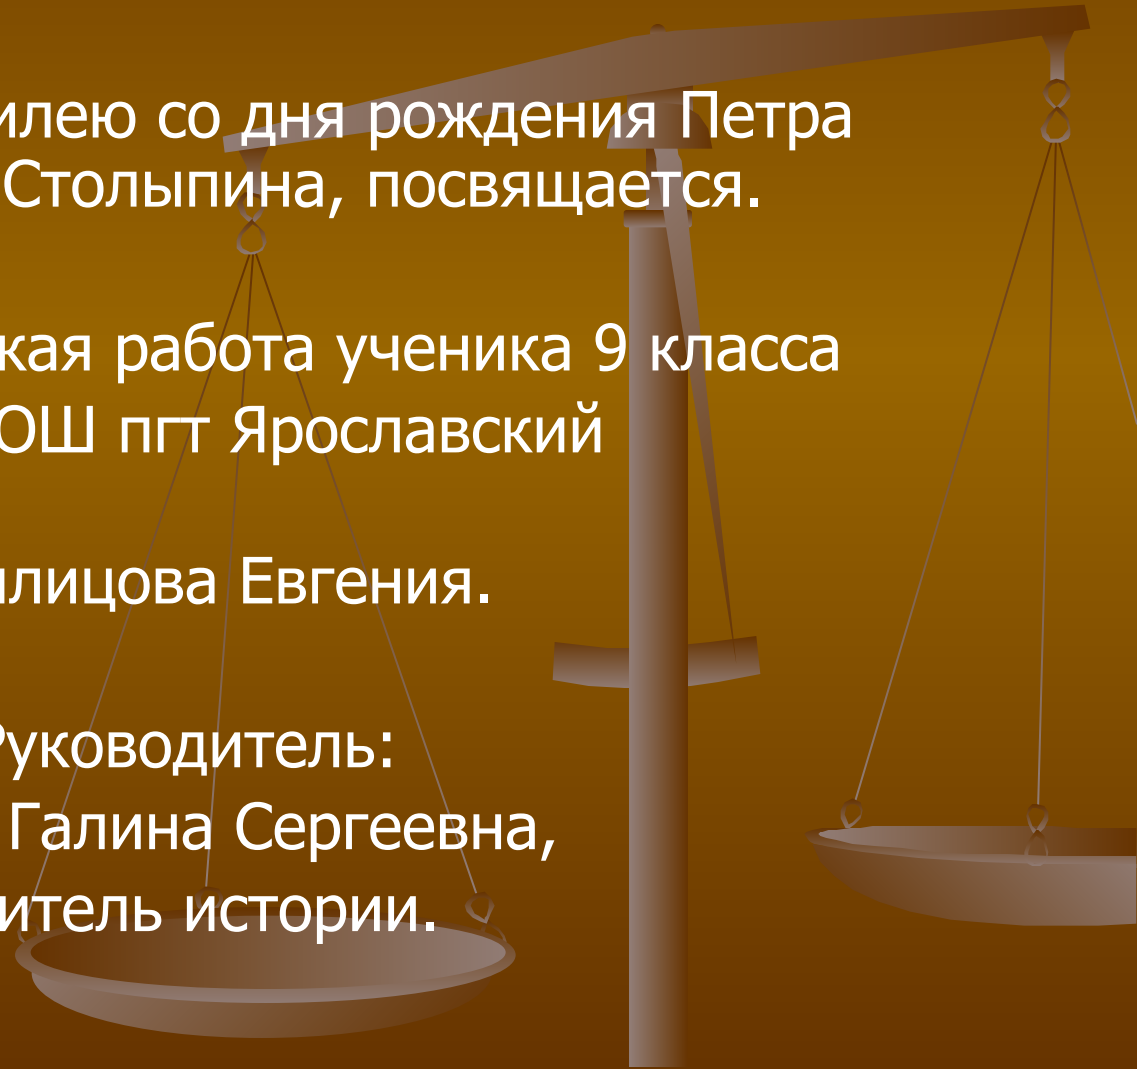 илею со дня рождения Петра
Столыпина, посвящается.
кая работа ученика 9 класса
ОШ пгт Ярославский
лицова Евгения.
Руководитель:
Галина Сергеевна,
итель истории.